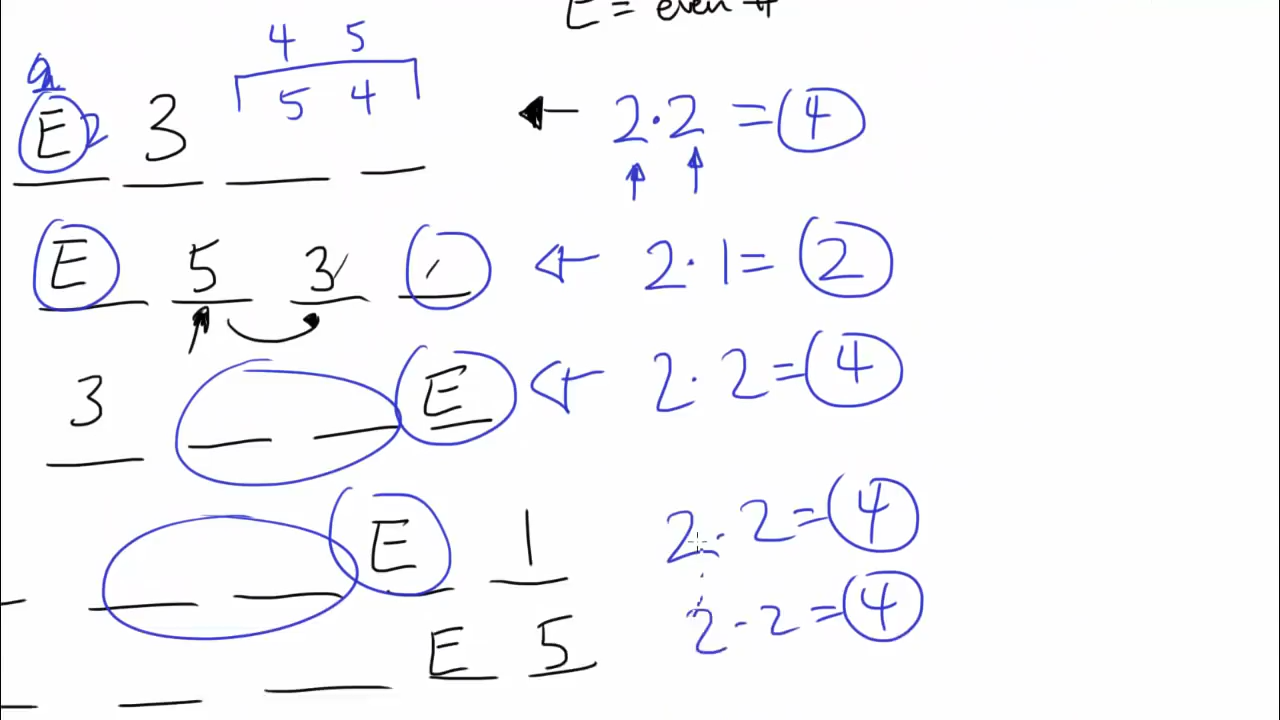 E = even #
4 5
5 4
2
E 3 2·2 = 4
E 5 3 2·1 = 2
3 E 2·2 = 4
E 1 2·2 = 4
E 5 2·2 = 4